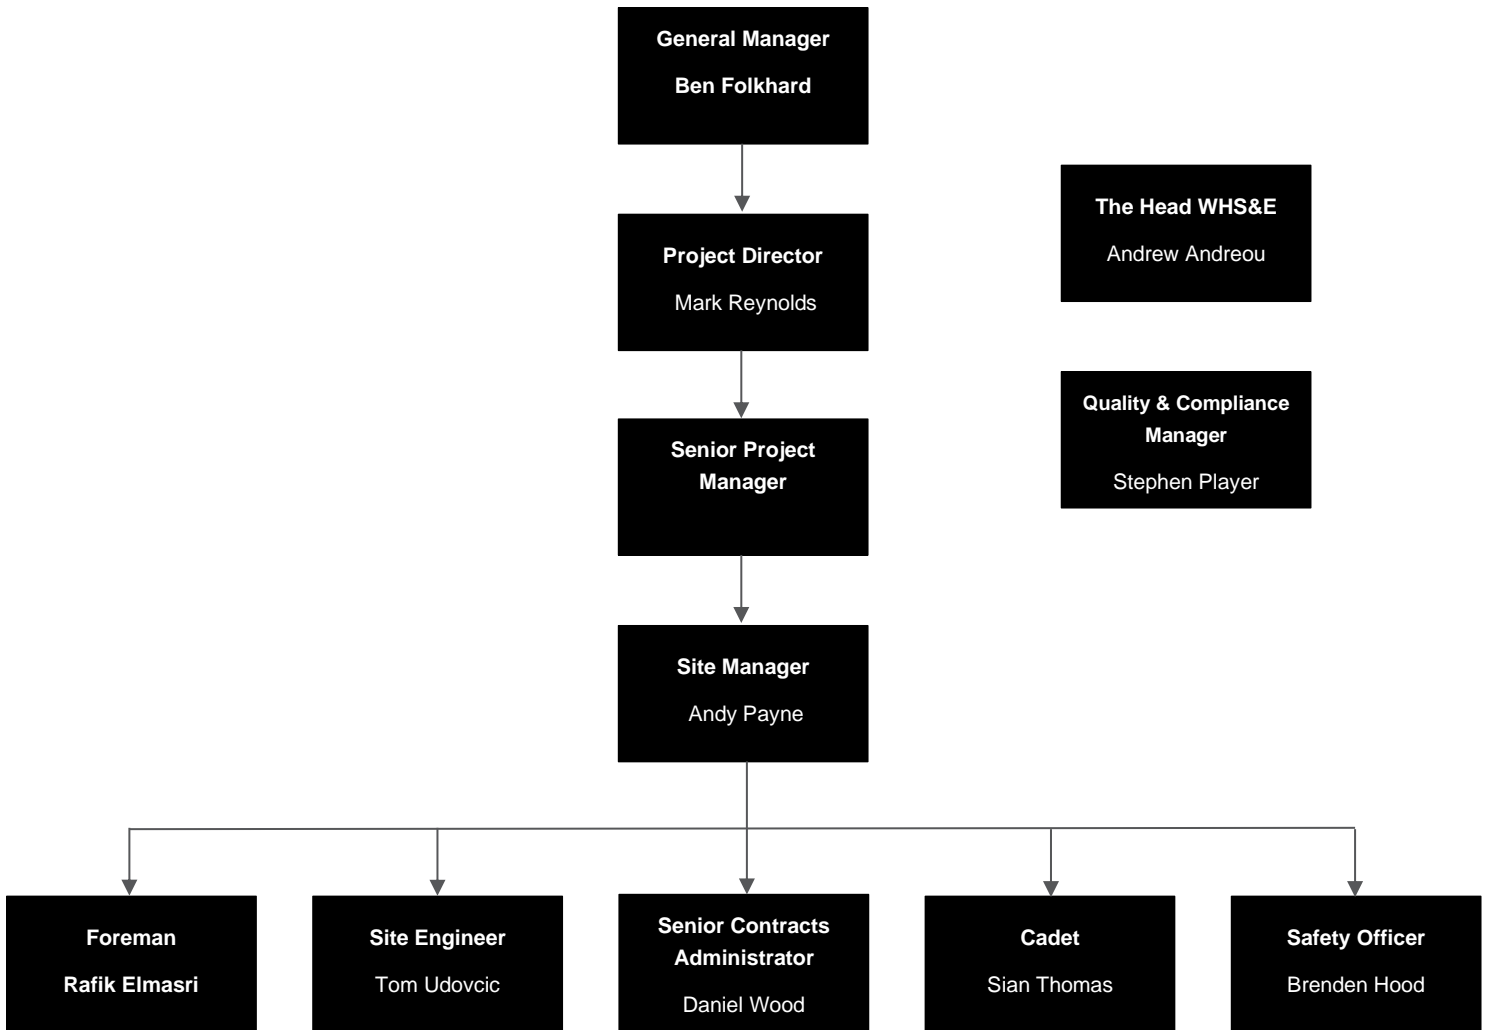 General Manager
Ben Folkhard
The Head WHS&E
Andrew Andreou
Project Director
Mark Reynolds
Quality & Compliance
Manager
Stephen Player
Senior Project
Manager
Site Manager
Andy Payne
Foreman
Rafik Elmasri
Site Engineer
Tom Udovcic
Senior Contracts
Administrator
Daniel Wood
Cadet
Sian Thomas
Safety Officer
Brenden Hood